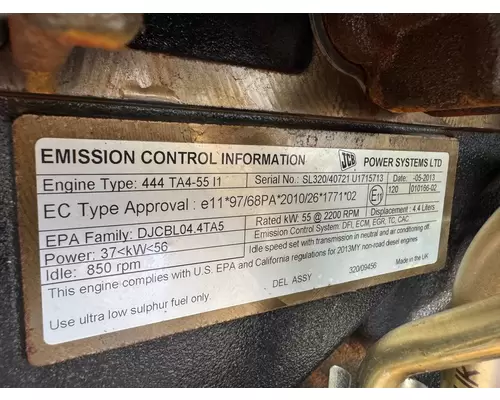 EMISSION CONTROL INFORMATION JCB POWER SYSTEMS LTD
Engine Type: 444 TA4-55 I1 Serial No.: SL320/40721 U1715713 -05-2013
EC Type Approval : e11*97/68PA*2010/26*1771*02 120 010166-02
EPA Family: DJCBL04.4TA5 Rated kW: 55 @ 2200 RPM Displacement: 4.4 Liters
Power: 37<kW<56 Emission Control System: DFI, ECM, EGR, TC, CAC
Idle: 850 rpm Idle speed set with transmission in neutral and air conditioning off.
This engine complies with U.S. EPA and California regulations for 2013MY non-road diesel engines.
Use ultra low sulphur fuel only. DEL ASSY 320/09456 Made in the UK